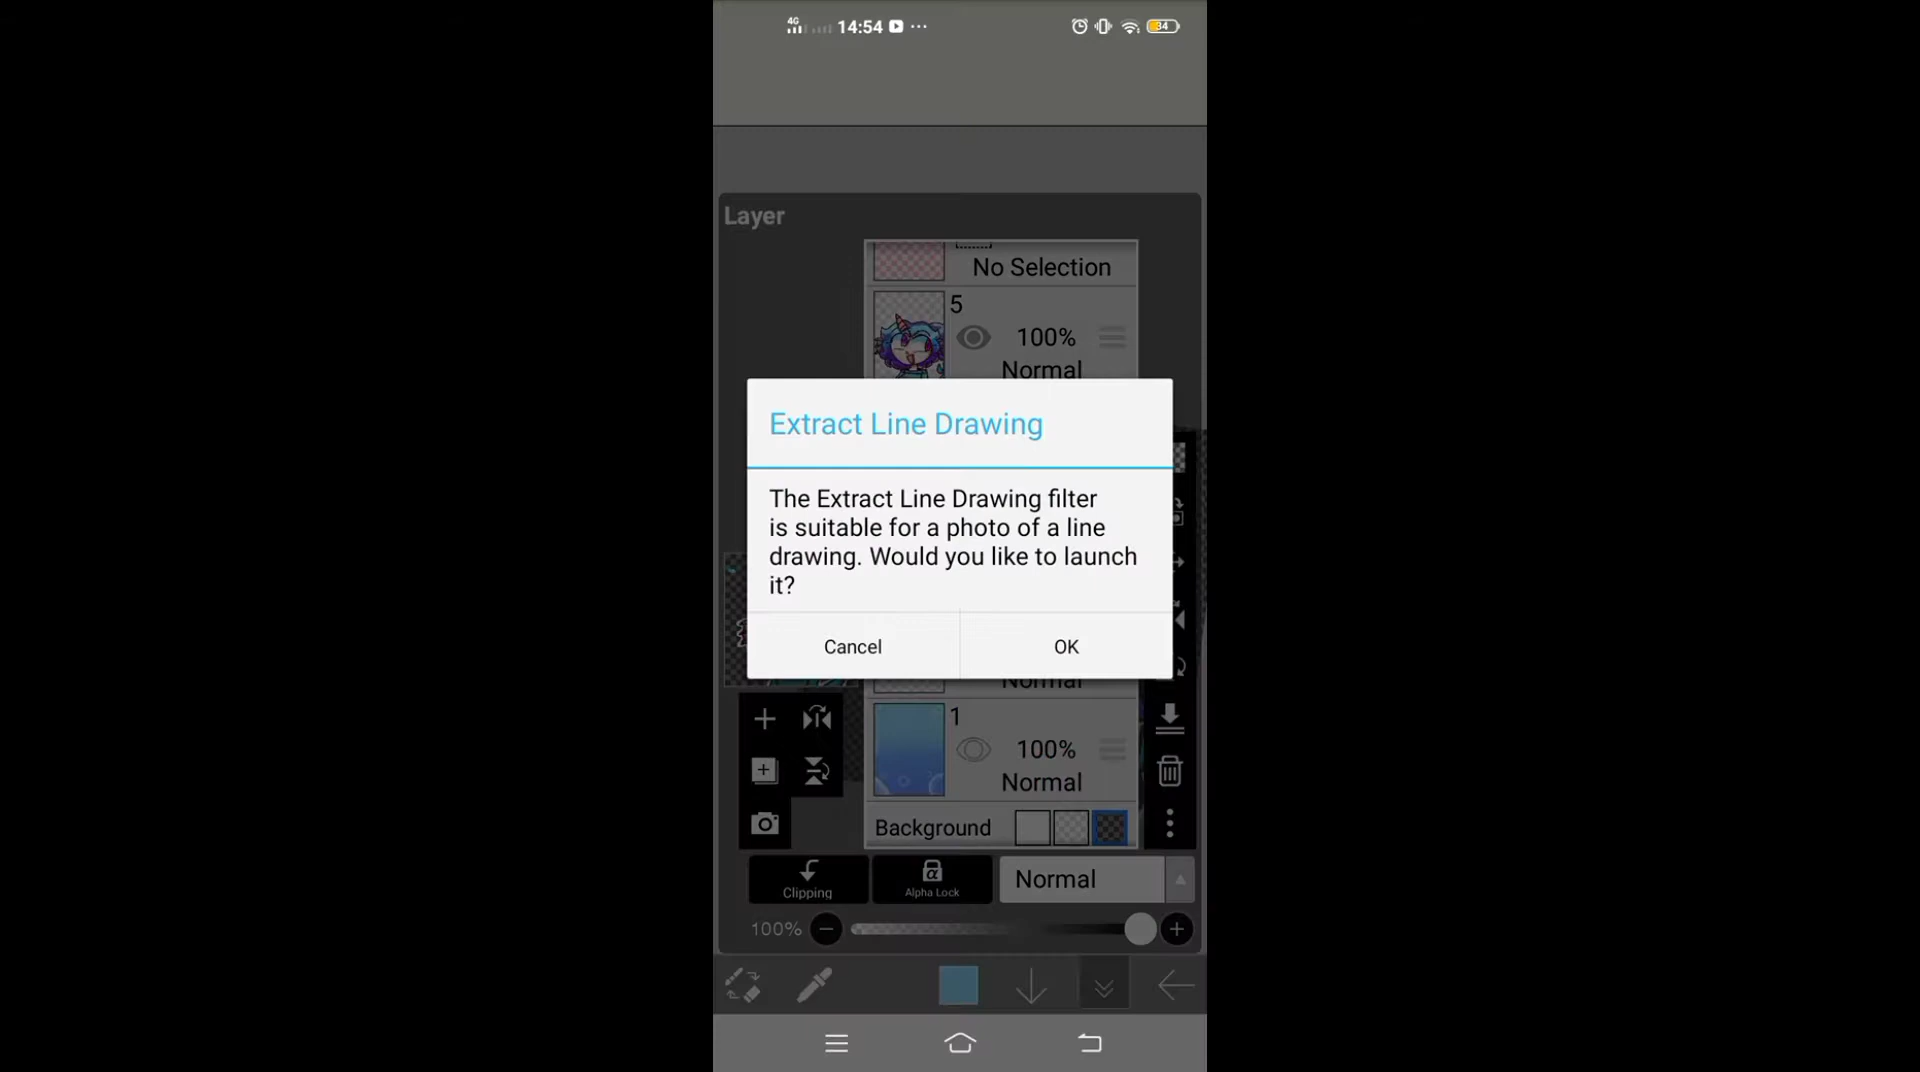 4G 14:54 34
Layer
No Selection
5
100%
Normal
Extract Line Drawing
The Extract Line Drawing filter
is suitable for a photo of a line
drawing. Would you like to launch
it?
Cancel OK
Normal
1
100%
Normal
Background
Clipping Alpha Lock Normal
100%